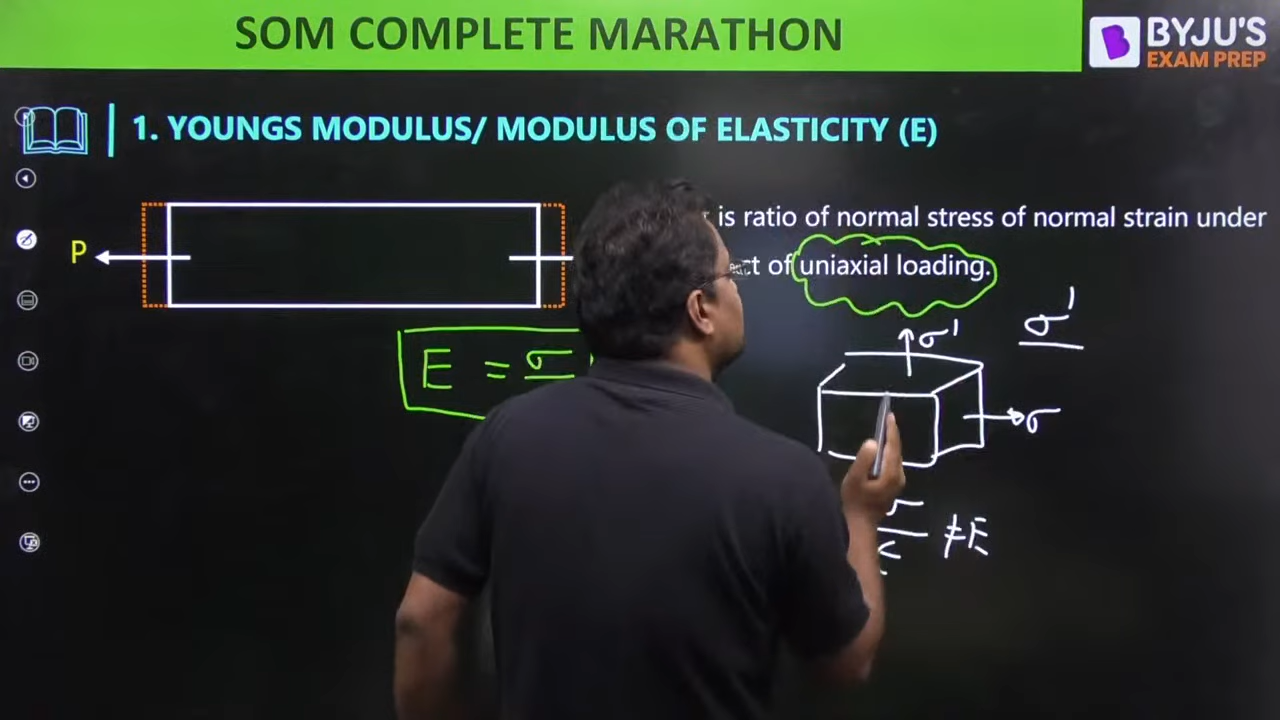 SOM COMPLETE MARATHON
BYJU'S
EXAM PREP
1. YOUNGS MODULUS/ MODULUS OF ELASTICITY (E)
is ratio of normal stress of normal strain under
of uniaxial loading.
P
σ'
σ'
E = σ
σ
σ
ε ≠E